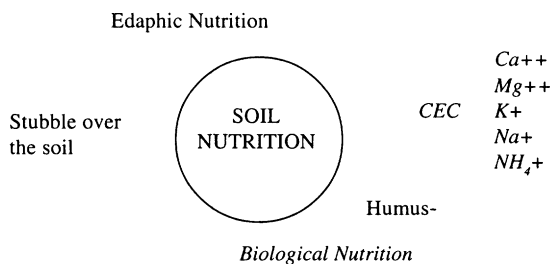 Edaphic Nutrition
Stubble over
the soil
SOIL
NUTRITION
CEC
Ca++
Mg++
K+
Na+
NH₄+
Humus-
Biological Nutrition